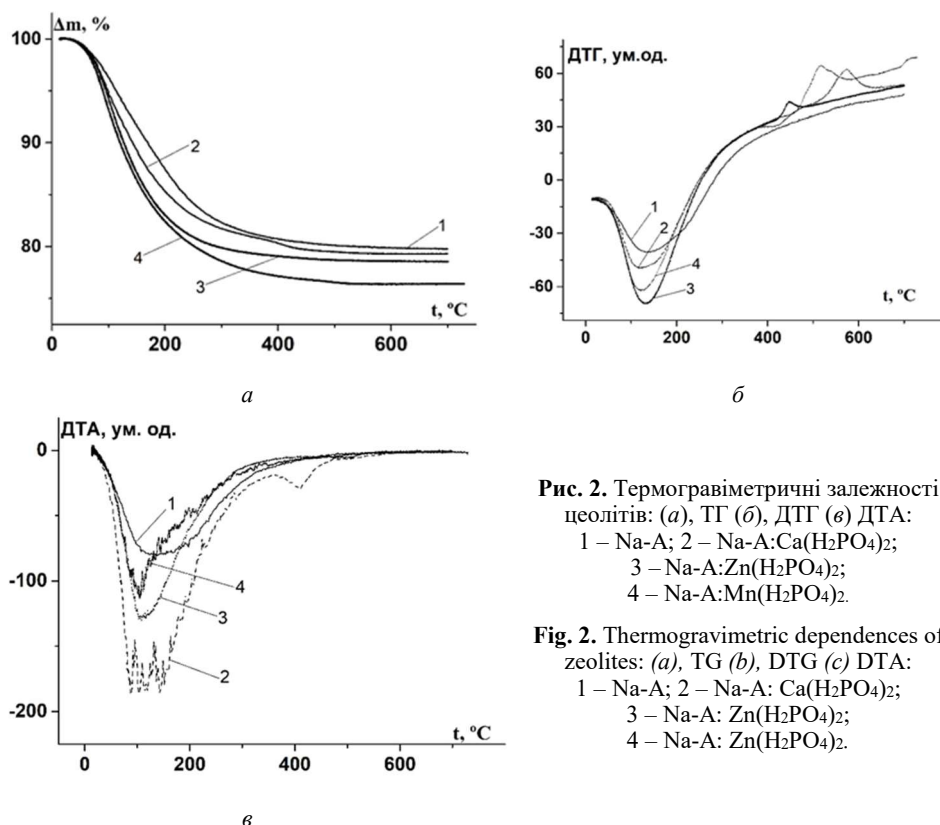 Δm, %
100
90
80
2
1
4
3
t, ºC
0
200
400
600
а
ДТГ, ум.од.
60
30
0
-30
-60
1
2
4
3
t, ºC
0
200
400
600
б
ДТА, ум. од.
0
-100
-200
1
4
3
2
t, ºC
0
200
400
600
в
Рис. 2. Термогравіметричні залежності
цеолітів: (а), ТГ (б), ДТГ (в) ДТА:
1 – Na-A; 2 – Na-A:Ca(H₂PO₄)₂;
3 – Na-A:Zn(H₂PO₄)₂;
4 – Na-A:Mn(H₂PO₄)₂.
Fig. 2. Thermogravimetric dependences of
zeolites: (a), TG (b), DTG (c) DTA:
1 – Na-A; 2 – Na-A: Ca(H₂PO₄)₂;
3 – Na-A: Zn(H₂PO₄)₂;
4 – Na-A: Zn(H₂PO₄)₂.